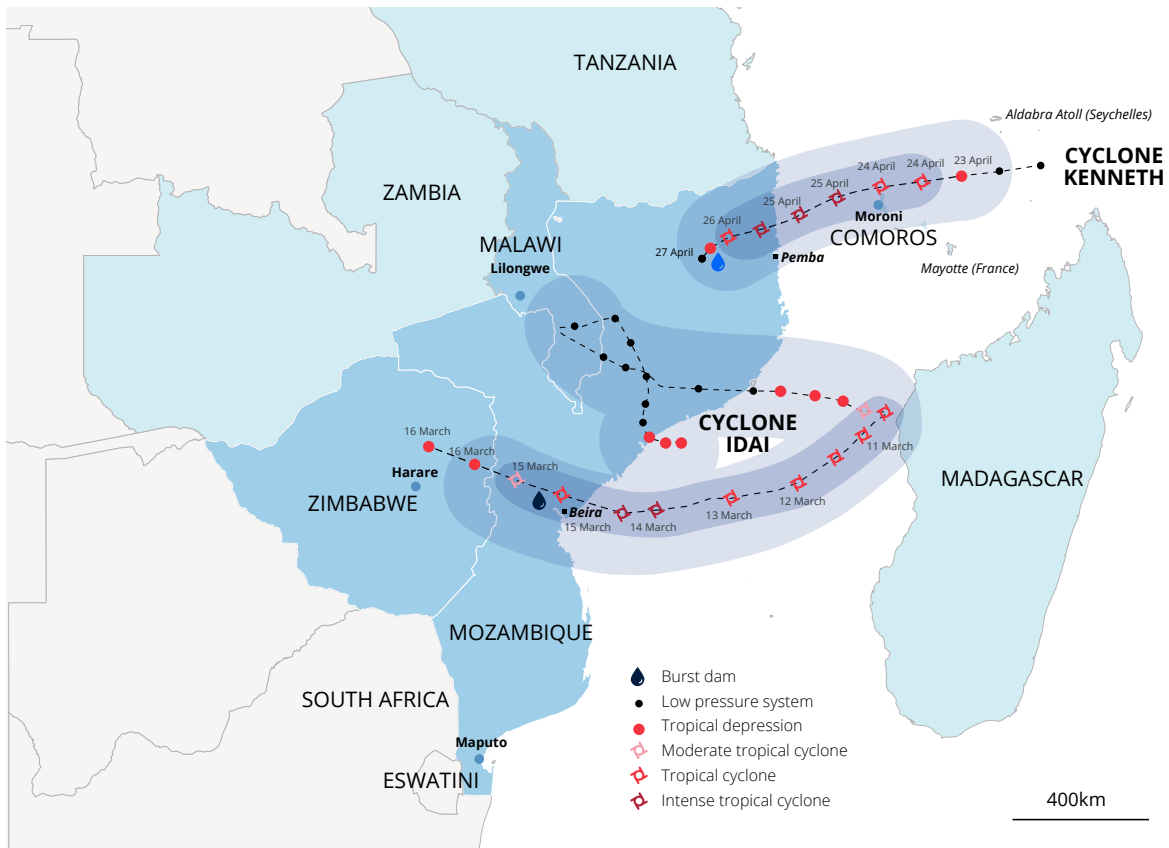 TANZANIA
Aldabra Atoll (Seychelles)
24 April
24 April
23 April
CYCLONE
KENNETH
ZAMBIA
25 April
25 April
26 April
Moroni
COMOROS
MALAWI
27 April
Pemba
Lilongwe
Mayotte (France)
CYCLONE
IDAI
16 March
16 March
11 March
15 March
Harare
MADAGASCAR
ZIMBABWE
12 March
Beira
13 March
15 March
14 March
MOZAMBIQUE
Burst dam
Low pressure system
Tropical depression
Moderate tropical cyclone
Tropical cyclone
Intense tropical cyclone
SOUTH AFRICA
Maputo
ESWATINI
400km